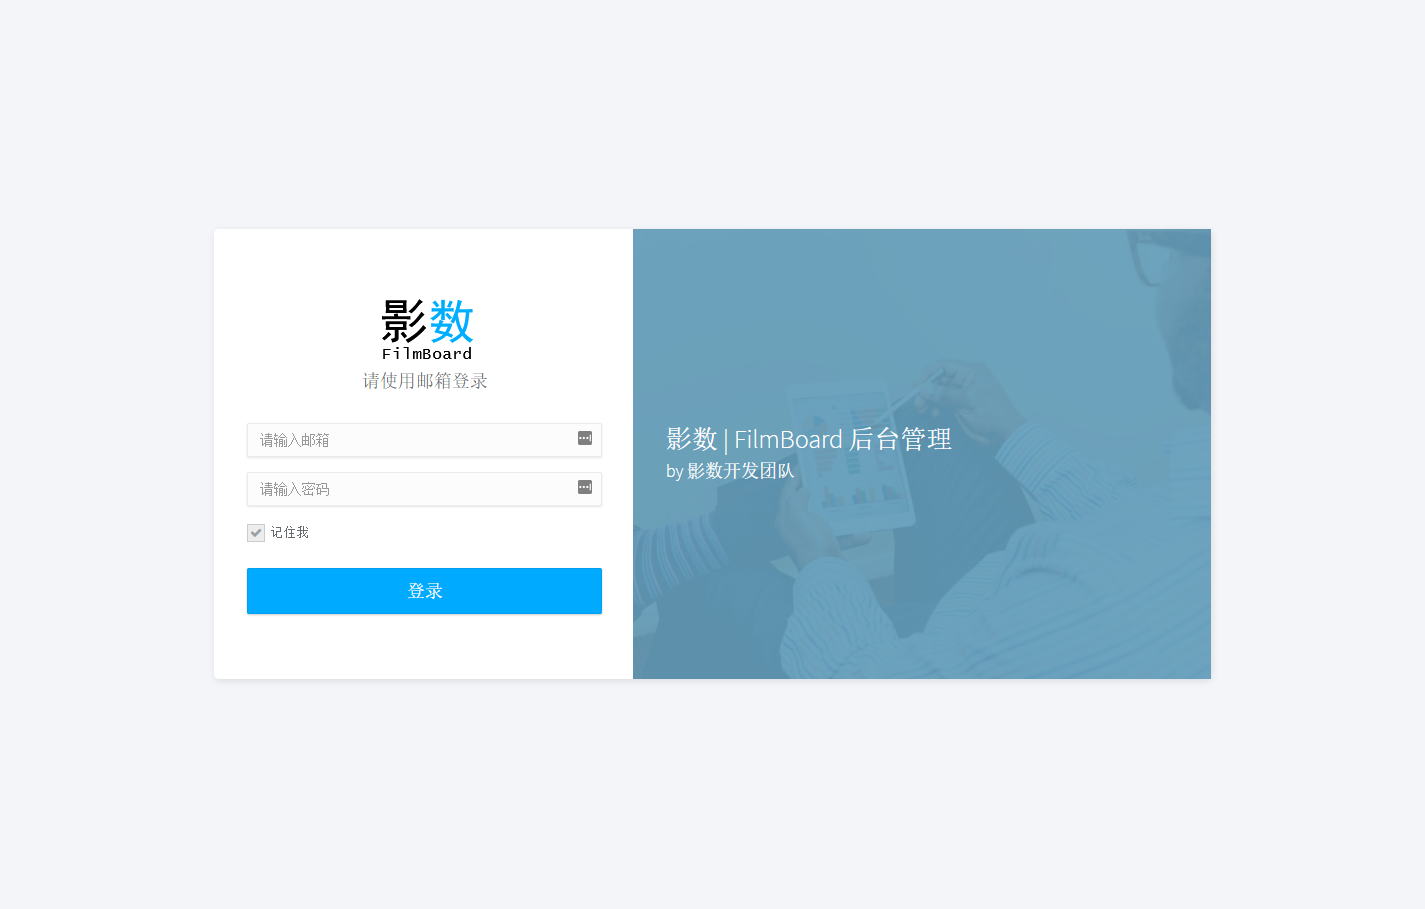 影数
FilmBoard
请使用邮箱登录
请输入邮箱
请输入密码
记住我
登录
影数 | FilmBoard 后台管理
by 影数开发团队